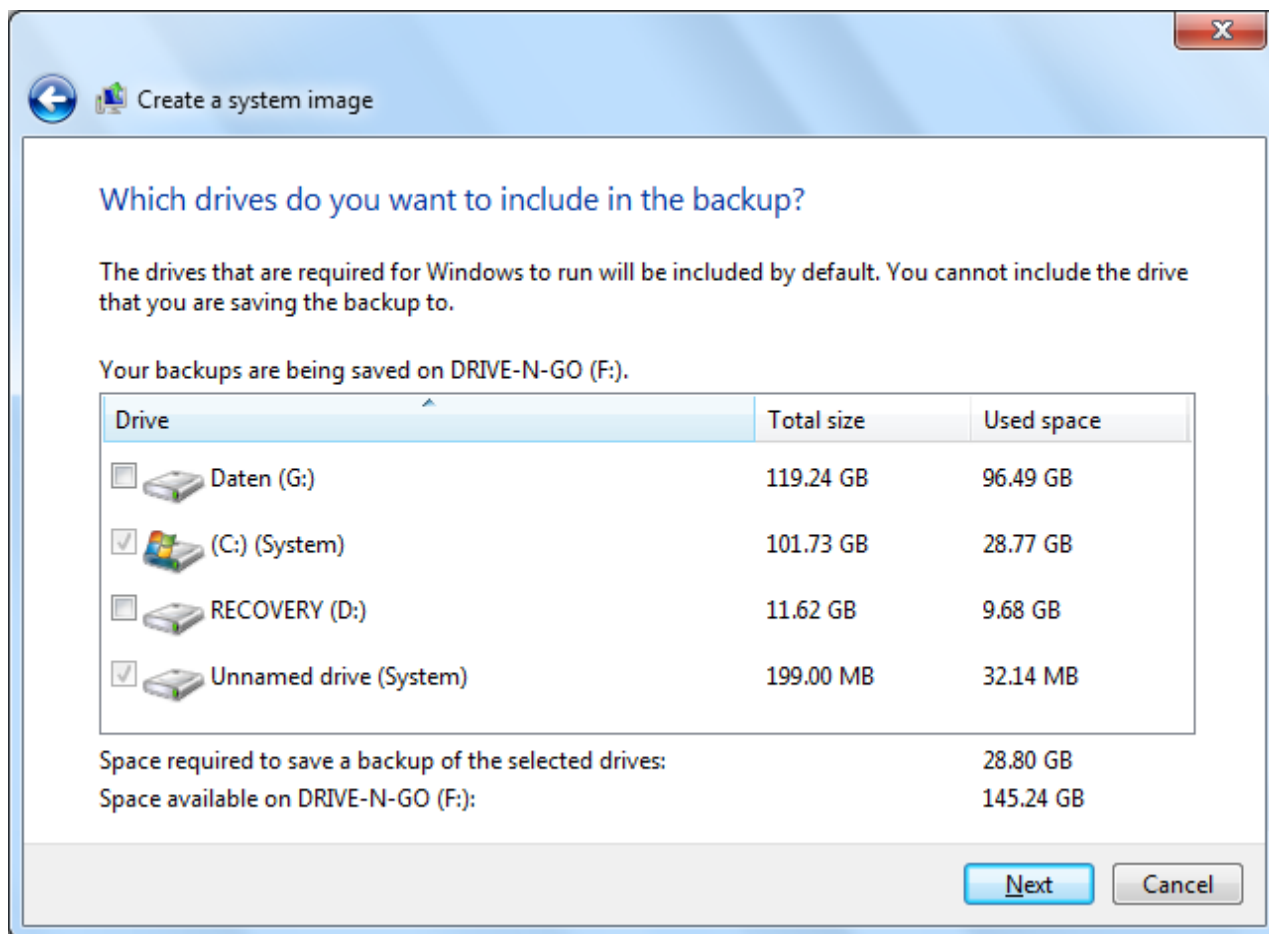 Create a system image
Which drives do you want to include in the backup?
The drives that are required for Windows to run will be included by default. You cannot include the drive
that you are saving the backup to.
Your backups are being saved on DRIVE-N-GO (F:).
Drive Total size Used space
Daten (G:) 119.24 GB 96.49 GB
(C:) (System) 101.73 GB 28.77 GB
RECOVERY (D:) 11.62 GB 9.68 GB
Unnamed drive (System) 199.00 MB 32.14 MB
Space required to save a backup of the selected drives: 28.80 GB
Space available on DRIVE-N-GO (F:): 145.24 GB
Next Cancel